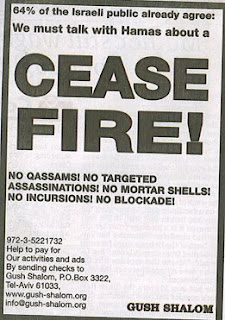 64% of the Israeli public already agree:
We must talk with Hamas about a
CEASE
FIRE!
NO QASSAMS! NO TARGETED
ASSASSINATIONS! NO MORTAR SHELLS!
NO INCURSIONS! NO BLOCKADE!
972-3-5221732
Help to pay for
Our activities and ads
By sending checks to
Gush Shalom, P.O.Box 3322,
Tel-Aviv 61033,
www.gush-shalom.org
info@gush-shalom.org
GUSH SHALOM